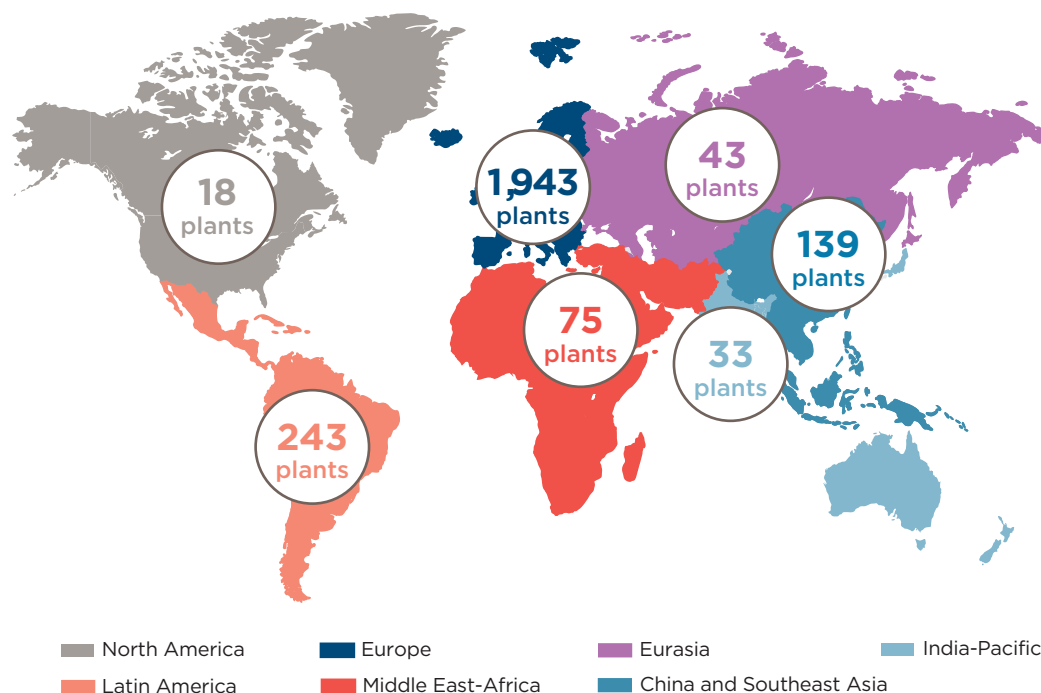 18
plants
1,943
plants
43
plants
139
plants
75
plants
33
plants
243
plants
North America
Europe
Eurasia
India-Pacific
Latin America
Middle East-Africa
China and Southeast Asia